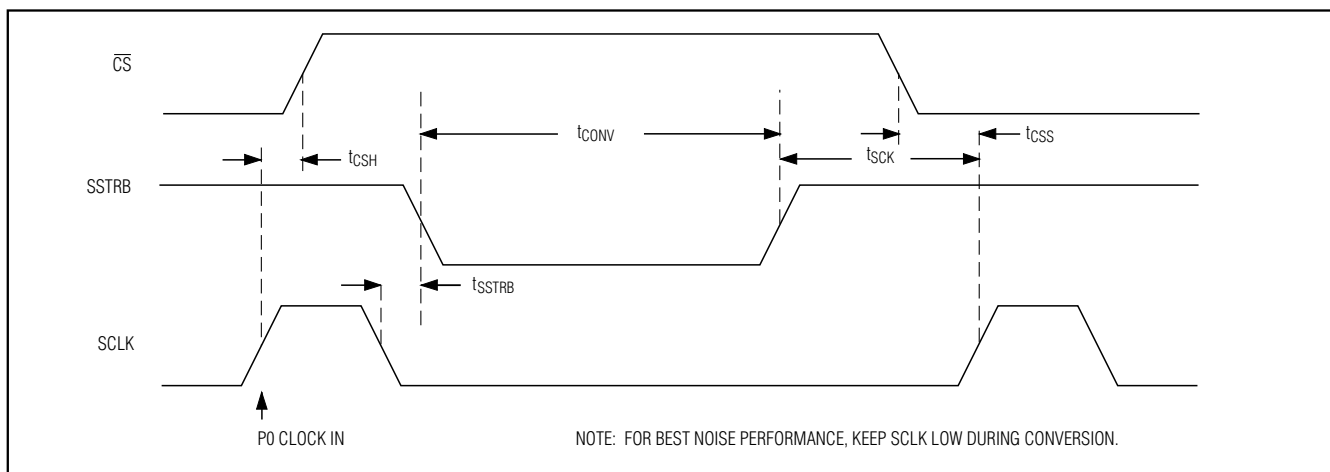 CS
tCONV
tCSS
tCSH
tSCK
SSTRB
tSSTRB
SCLK
P0 CLOCK IN
NOTE: FOR BEST NOISE PERFORMANCE, KEEP SCLK LOW DURING CONVERSION.